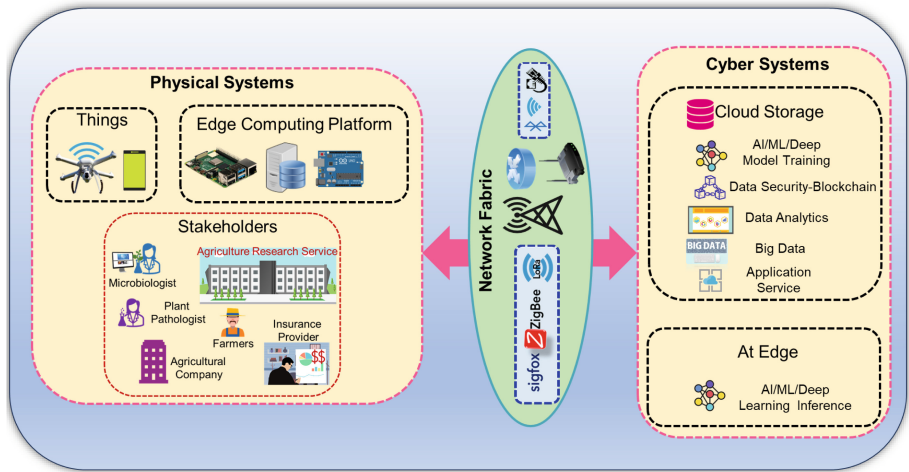 Physical Systems
Things
Edge Computing Platform
Stakeholders
Agriculture Research Service
Microbiologist
Plant
Pathologist
Farmers
Insurance
Provider
$$
Agricultural
Company
Network Fabric
LoRa
ZigBee
sigfox
Cyber Systems
Cloud Storage
AI/ML/Deep
Model Training
Data Security-Blockchain
Data Analytics
BIG DATA
Big Data
Application
Service
At Edge
AI/ML/Deep
Learning Inference